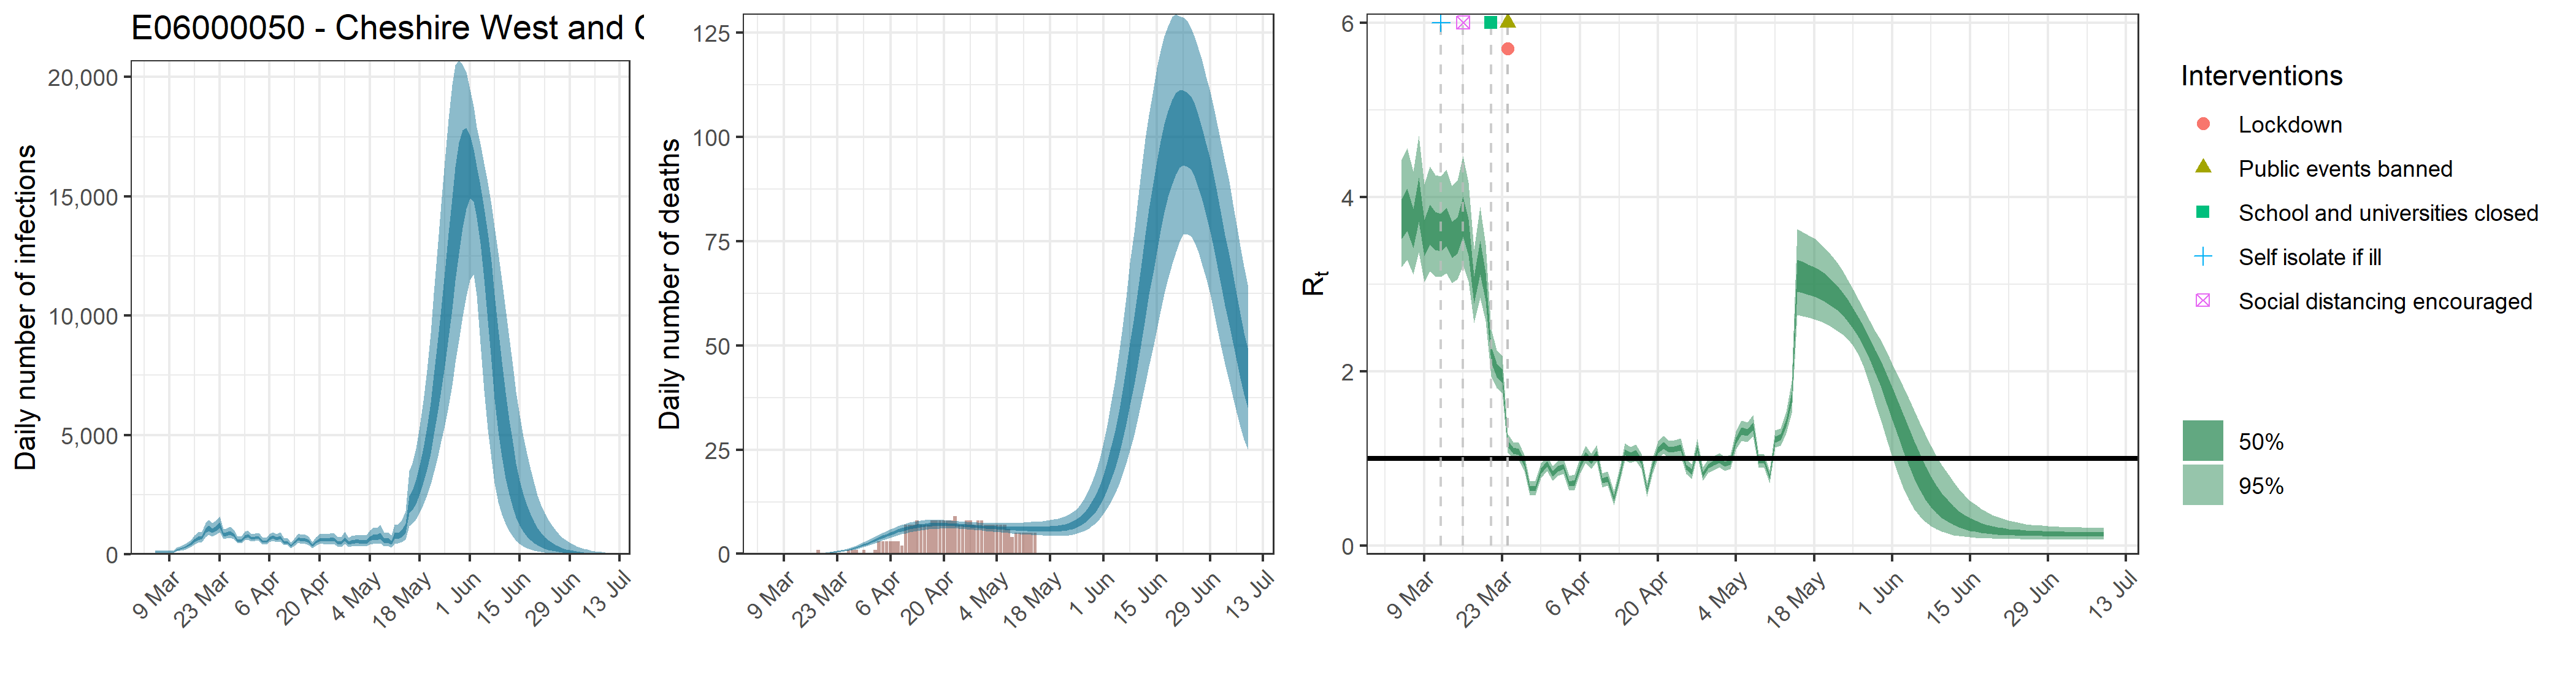 E06000050 - Cheshire West and
Daily number of infections
20,000
15,000
10,000
5,000
0
9 Mar
23 Mar
6 Apr
20 Apr
4 May
18 May
1 Jun
15 Jun
29 Jun
13 Jul
Daily number of deaths
125
100
75
50
25
0
9 Mar
23 Mar
6 Apr
20 Apr
4 May
18 May
1 Jun
15 Jun
29 Jun
13 Jul
Rt
6
4
2
0
9 Mar
23 Mar
6 Apr
20 Apr
4 May
18 May
1 Jun
15 Jun
29 Jun
13 Jul
Interventions
Lockdown
Public events banned
School and universities closed
Self isolate if ill
Social distancing encouraged
50%
95%